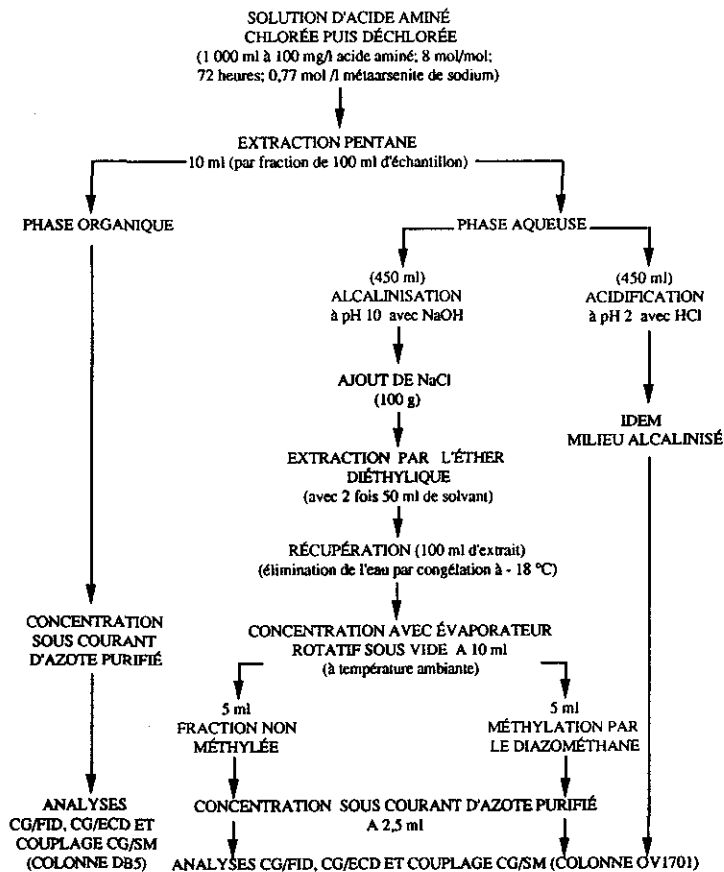 SOLUTION D'ACIDE AMINÉ
CHLORÉE PUIS DÉCHLORÉE
(1 000 ml à 100 mg/l acide aminé; 8 mol/mol;
72 heures; 0,77 mol /l métaarsenite de sodium)
EXTRACTION PENTANE
10 ml (par fraction de 100 ml d'échantillon)
PHASE ORGANIQUE
PHASE AQUEUSE
(450 ml)
ALCALINISATION
à pH 10 avec NaOH
(450 ml)
ACIDIFICATION
à pH 2 avec HCl
AJOUT DE NaCl
(100 g)
IDEM
MILIEU ALCALINISÉ
EXTRACTION PAR L'ÉTHER
DIÉTHYLIQUE
(avec 2 fois 50 ml de solvant)
RÉCUPÉRATION (100 ml d'extrait)
(élimination de l'eau par congélation à - 18 °C)
CONCENTRATION
SOUS COURANT
D'AZOTE PURIFIÉ
CONCENTRATION AVEC ÉVAPORATEUR
ROTATIF SOUS VIDE A 10 ml
(à température ambiante)
5 ml
FRACTION NON
MÉTHYLÉE
5 ml
MÉTHYLATION PAR
LE DIAZOMÉTHANE
CONCENTRATION SOUS COURANT D'AZOTE PURIFIÉ
A 2,5 ml
ANALYSES
CG/FID, CG/ECD ET
COUPLAGE CG/SM
(COLONNE DB5)
ANALYSES CG/FID, CG/ECD ET COUPLAGE CG/SM (COLONNE OV1701)